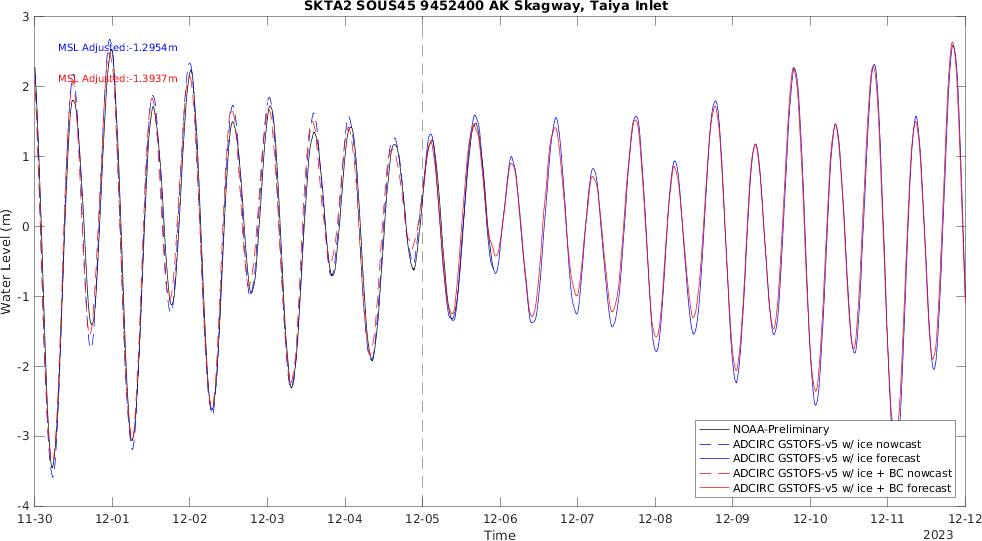 SKTA2 SOUS45 9452400 AK Skagway, Taiya Inlet
MSL Adjusted:-1.2954m
MSL Adjusted:-1.3937m
3
2
1
0
-1
-2
-3
-4
Water Level (m)
11-30
12-01
12-02
12-03
12-04
12-05
12-06
12-07
12-08
12-09
12-10
12-11
12-12
Time
2023
NOAA-Preliminary
ADCIRC GSTOFS-v5 w/ ice nowcast
ADCIRC GSTOFS-v5 w/ ice forecast
ADCIRC GSTOFS-v5 w/ ice + BC nowcast
ADCIRC GSTOFS-v5 w/ ice + BC forecast